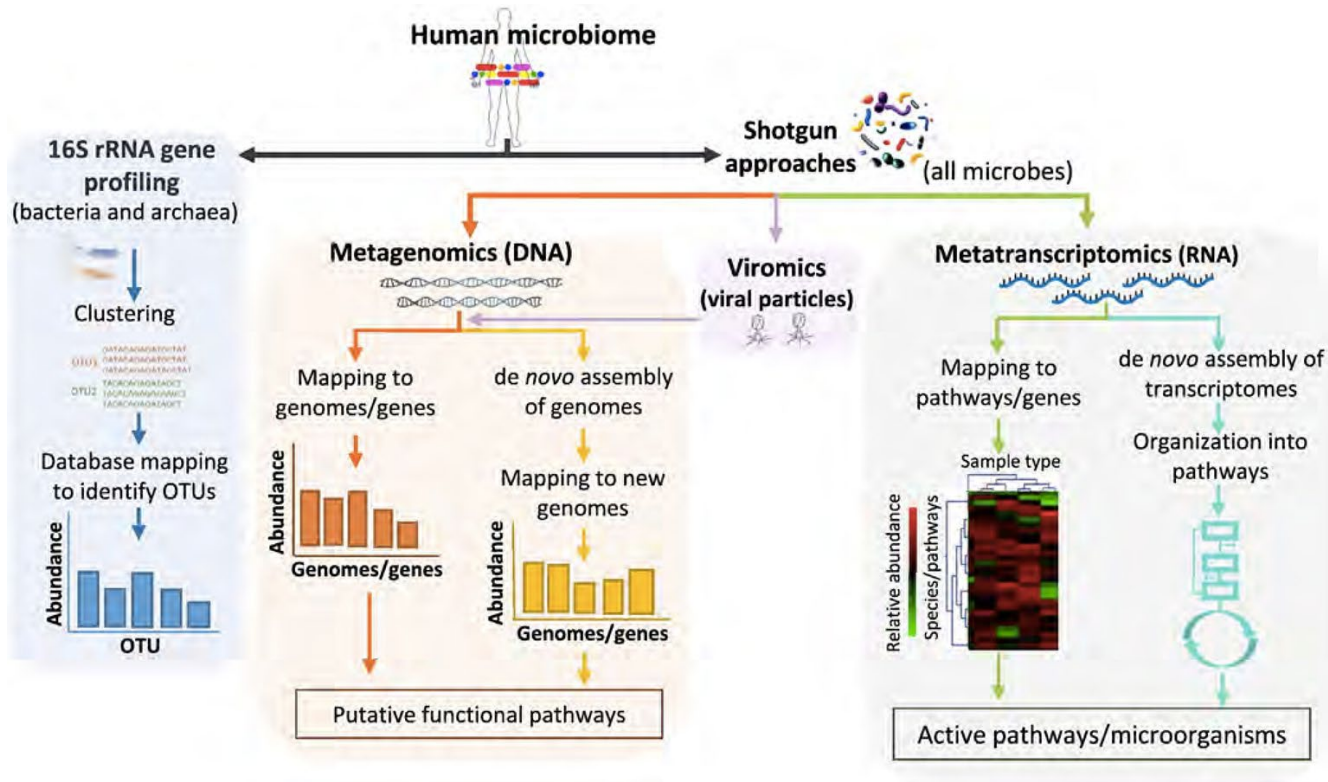 Human microbiome
16S rRNA gene
profiling
(bacteria and archaea)
Clustering
OTU1
OTU2
Database mapping
to identify OTUs
Abundance
OTU
Shotgun
approaches
(all microbes)
Metagenomics (DNA)
Mapping to
genomes/genes
Abundance
Genomes/genes
de novo assembly
of genomes
Mapping to new
genomes
Abundance
Genomes/genes
Putative functional pathways
Viromics
(viral particles)
Metatranscriptomics (RNA)
Mapping to
pathways/genes
Sample type
Relative abundance
Species/pathways
de novo assembly of
transcriptomes
Organization into
pathways
Active pathways/microorganisms